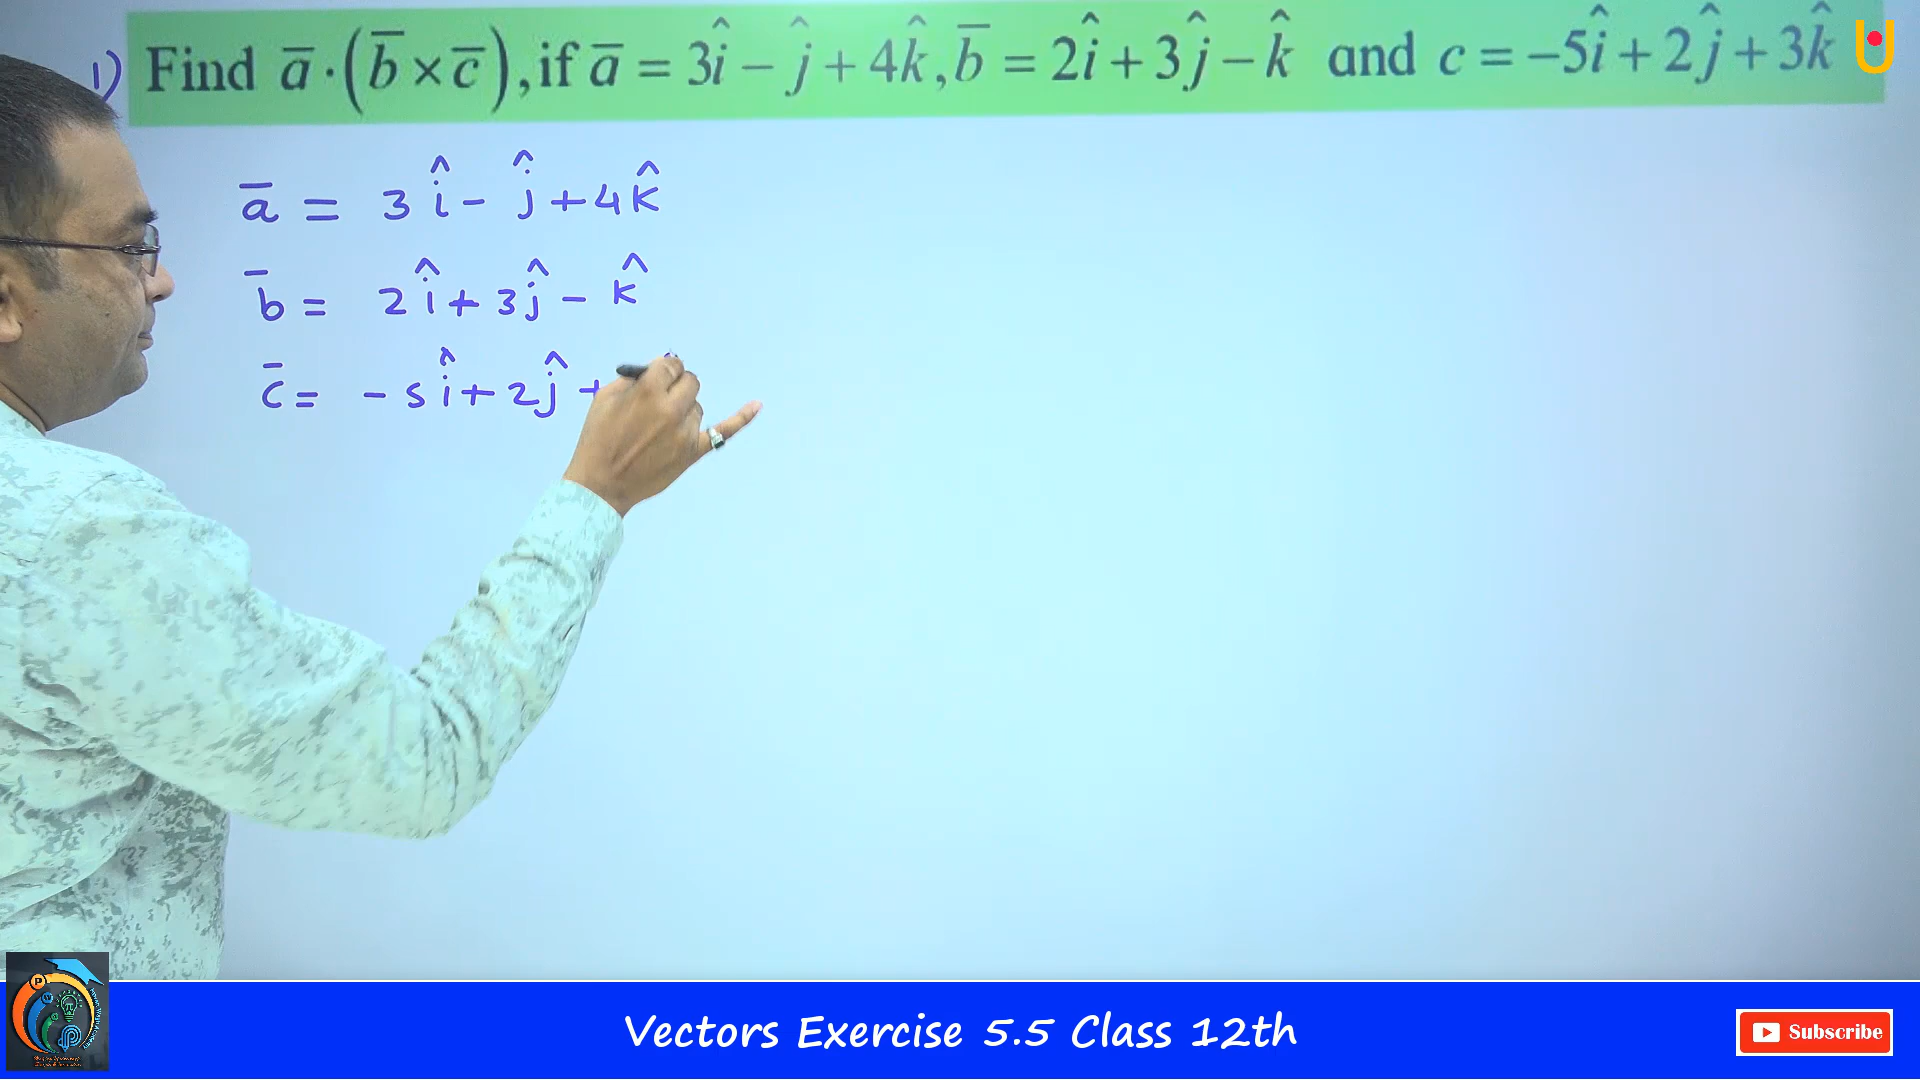 1) Find a̅·(b̅×c̅), if a̅ = 3î − ĵ + 4k̂, b̅ = 2î + 3ĵ − k̂ and c = −5î + 2ĵ + 3k̂
a̅ = 3î − ĵ + 4k̂
b̅ = 2î + 3ĵ − k̂
c̅ = −5î + 2ĵ +
Vectors Exercise 5.5 Class 12th
Subscribe